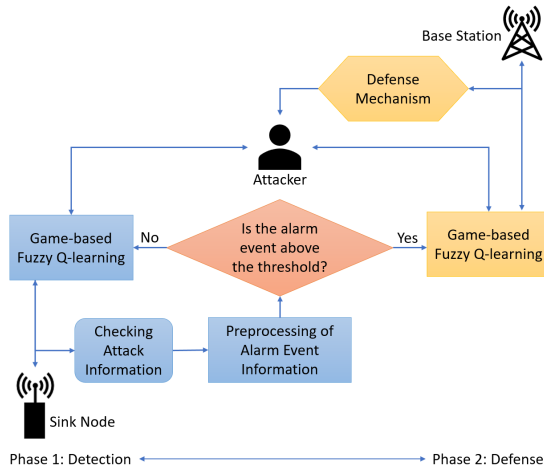 Base Station
Defense
Mechanism
Attacker
Game-based
Fuzzy Q-learning
No
Is the alarm
event above
the threshold?
Yes
Game-based
Fuzzy Q-learning
Checking
Attack
Information
Preprocessing of
Alarm Event
Information
Sink Node
Phase 1: Detection
Phase 2: Defense